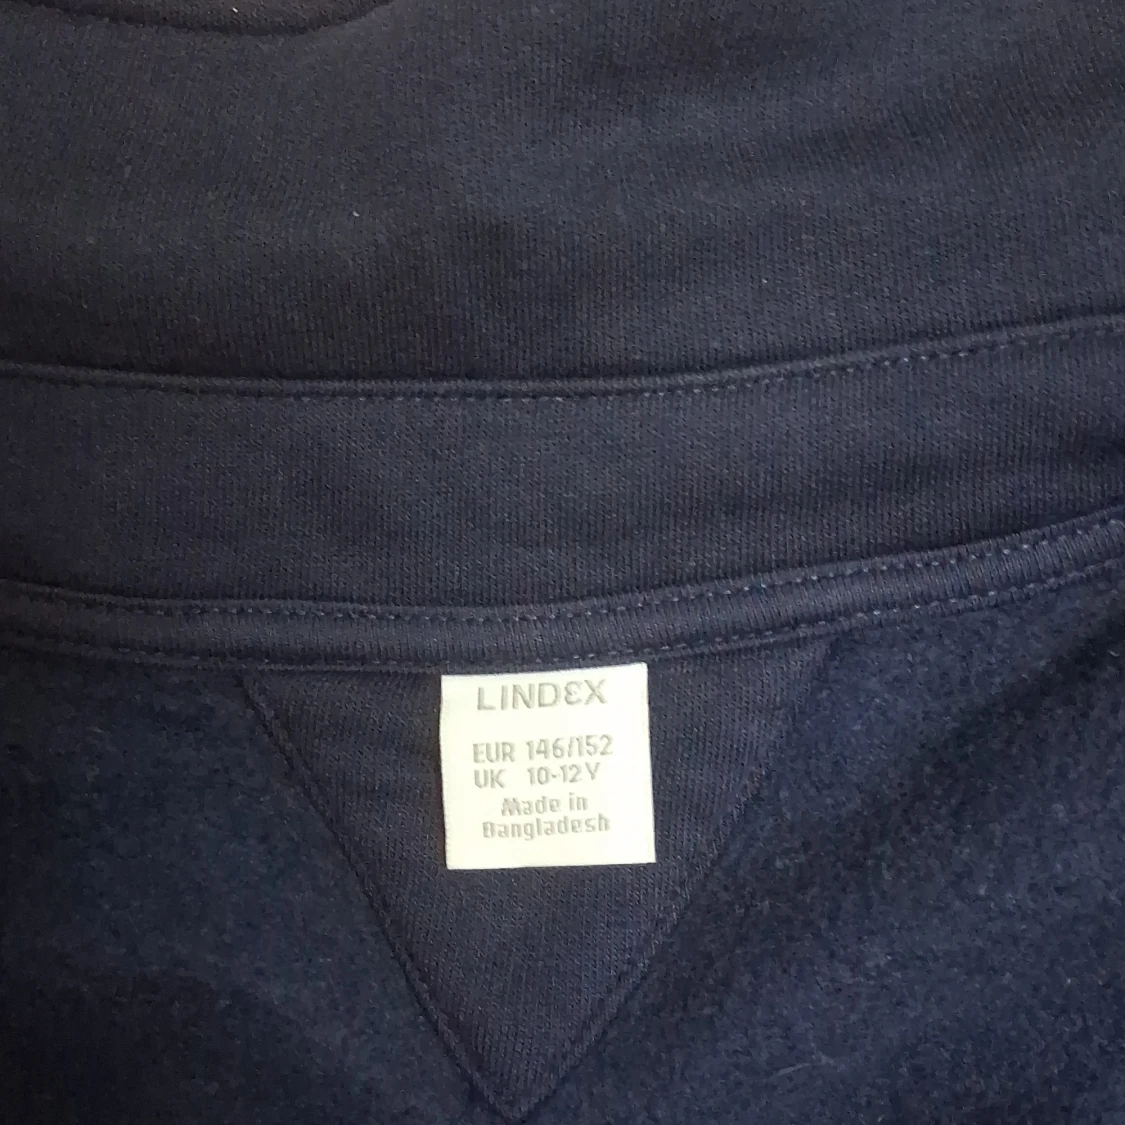 LINDEX
EUR 146/152
UK 10-12Y
Made in
Bangladesh